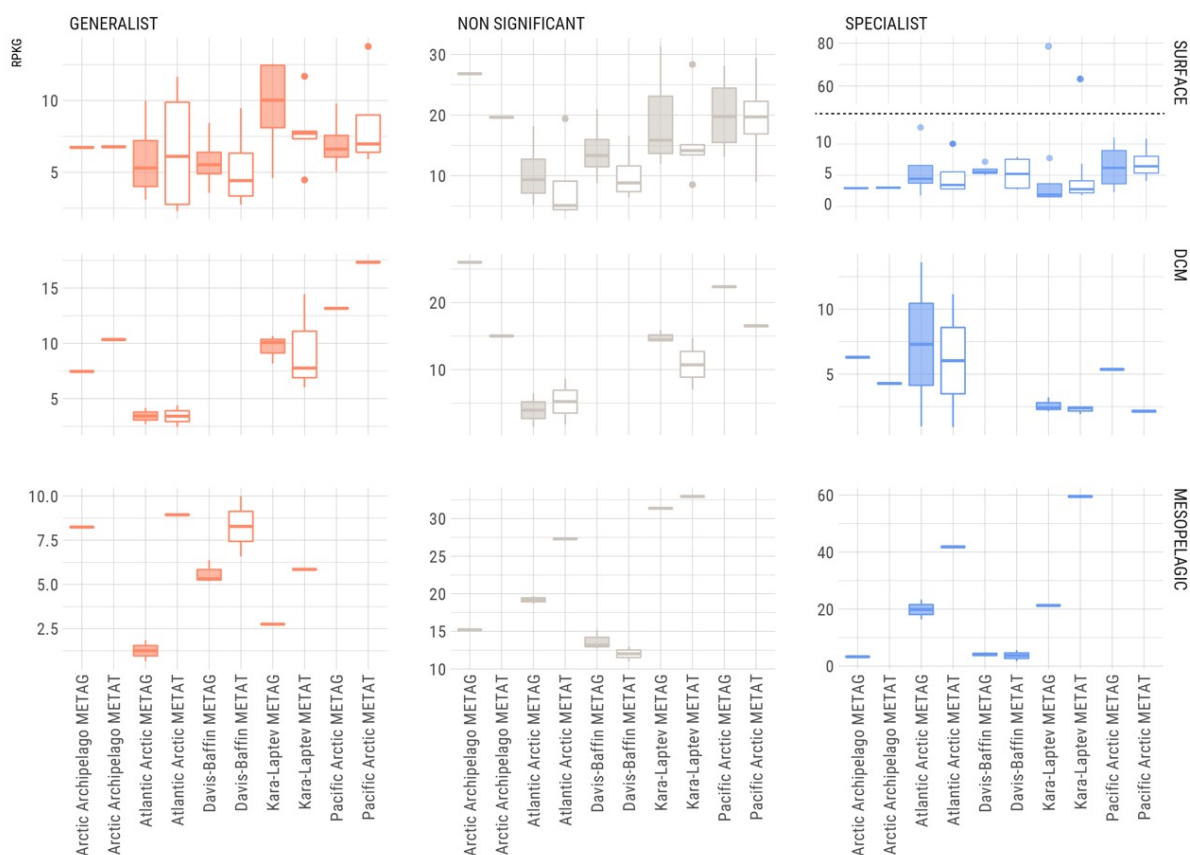 GENERALIST
NON SIGNIFICANT
SPECIALIST
RPKG
10
5
30
20
10
80
60
10
5
0
SURFACE
15
10
5
20
10
10
5
DCM
10.0
7.5
5.0
2.5
30
25
20
15
10
60
40
20
0
MESOPELAGIC
Arctic Archipelago METAG
Arctic Archipelago METAT
Atlantic Arctic METAG
Atlantic Arctic METAT
Davis-Baffin METAG
Davis-Baffin METAT
Kara-Laptev METAG
Kara-Laptev METAT
Pacific Arctic METAG
Pacific Arctic METAT
Arctic Archipelago METAG
Arctic Archipelago METAT
Atlantic Arctic METAG
Atlantic Arctic METAT
Davis-Baffin METAG
Davis-Baffin METAT
Kara-Laptev METAG
Kara-Laptev METAT
Pacific Arctic METAG
Pacific Arctic METAT
Arctic Archipelago METAG
Arctic Archipelago METAT
Atlantic Arctic METAG
Atlantic Arctic METAT
Davis-Baffin METAG
Davis-Baffin METAT
Kara-Laptev METAG
Kara-Laptev METAT
Pacific Arctic METAG
Pacific Arctic METAT